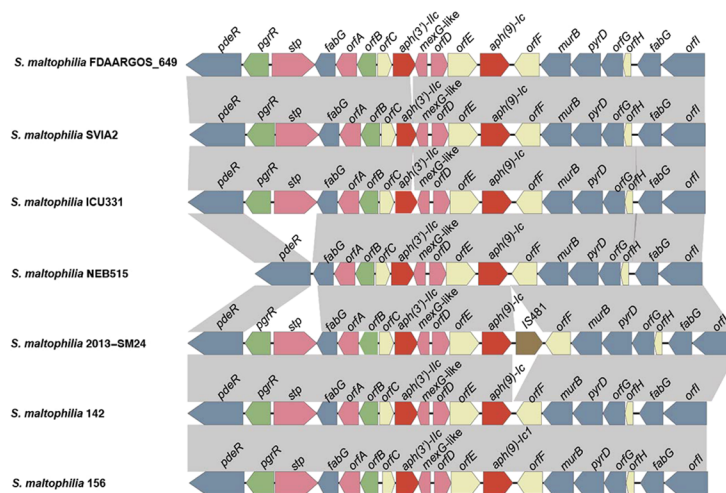 pdeR pgrR stp fabG orfA orfB orfC aph(3')-IIc mexG-like orfD orfE aph(9)-Ic orfF murB pyrD orfG orfH fabG orfI
S. maltophilia FDAARGOS_649
pdeR pgrR stp fabG orfA orfB orfC aph(3')-IIc mexG-like orfD orfE aph(9)-Ic orfF murB pyrD orfG orfH fabG orfI
S. maltophilia SVIA2
pdeR pgrR stp fabG orfA orfB orfC aph(3')-IIc mexG-like orfD orfE aph(9)-Ic orfF murB pyrD orfG orfH fabG orfI
S. maltophilia ICU331
pdeR fabG orfA orfB orfC aph(3')-IIc mexG-like orfD orfE aph(9)-Ic orfF murB pyrD orfG orfH fabG orfI
S. maltophilia NEB515
pdeR pgrR stp fabG orfA orfB orfC aph(3')-IIc mexG-like orfD orfE aph(9)-Ic IS481 orfF murB pyrD orfG orfH fabG orfI
S. maltophilia 2013–SM24
pdeR pgrR stp fabG orfA orfB orfC aph(3')-IIc mexG-like orfD orfE aph(9)-Ic orfF murB pyrD orfG orfH fabG orfI
S. maltophilia 142
pdeR pgrR stp fabG orfA orfB orfC aph(3')-IIc mexG-like orfD orfE aph(9)-Ic1 orfF murB pyrD orfG orfH fabG orfI
S. maltophilia 156